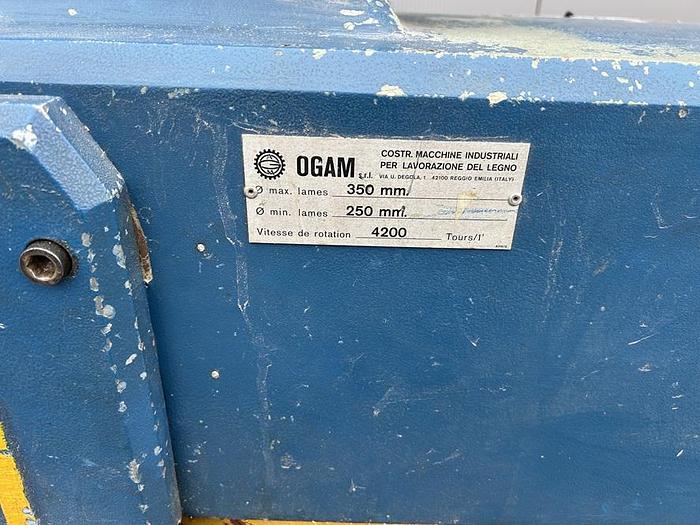 OGAM s.r.l.
COSTR. MACCHINE INDUSTRIALI
PER LAVORAZIONE DEL LEGNO
VIA U. DEGOLA, 1 42100 REGGIO EMILIA (ITALY)
Ø max. lames 350 mm.
Ø min. lames 250 mm.
Vitesse de rotation 4200 Tours/1'